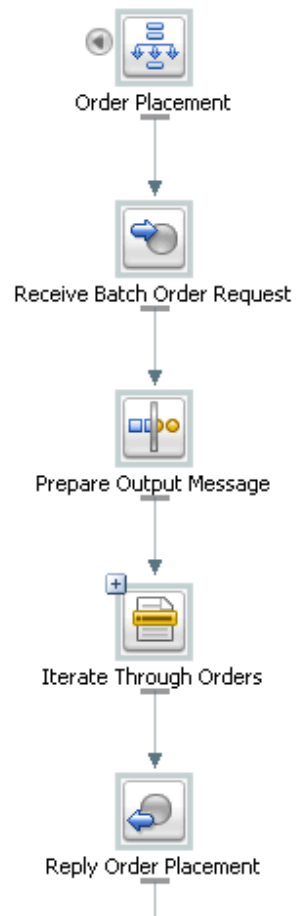 Order Placement
Receive Batch Order Request
Prepare Output Message
Iterate Through Orders
Reply Order Placement